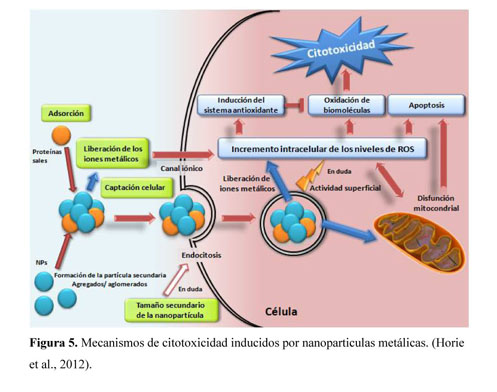 Citotoxicidad
Adsorción
Proteínas
sales
Liberación de los
iones metálicos
Captación celular
Canal iónico
Inducción del
sistema antioxidante
Oxidación de
biomoléculas
Apoptosis
Incremento intracelular de los niveles de ROS
Liberación de
iones metálicos
En duda
Actividad superficial
Disfunción
mitocondrial
NPs
Formación de la partícula secundaria
Agregados/ aglomerados
Endocitosis
En duda
Tamaño secundario
de la nanopartícula
Célula
Figura 5. Mecanismos de citotoxicidad inducidos por nanoparticulas metálicas. (Horie
et al., 2012).